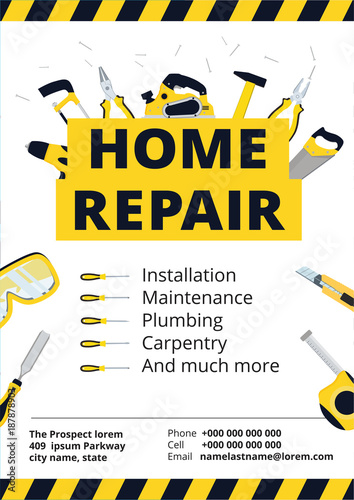 HOME
REPAIR
Installation
Maintenance
Plumbing
Carpentry
And much more
The Prospect lorem
409 ipsum Parkway
city name, state
Phone +000 000 000 000
Cell +000 000 000 000
Email namelastname@lorem.com